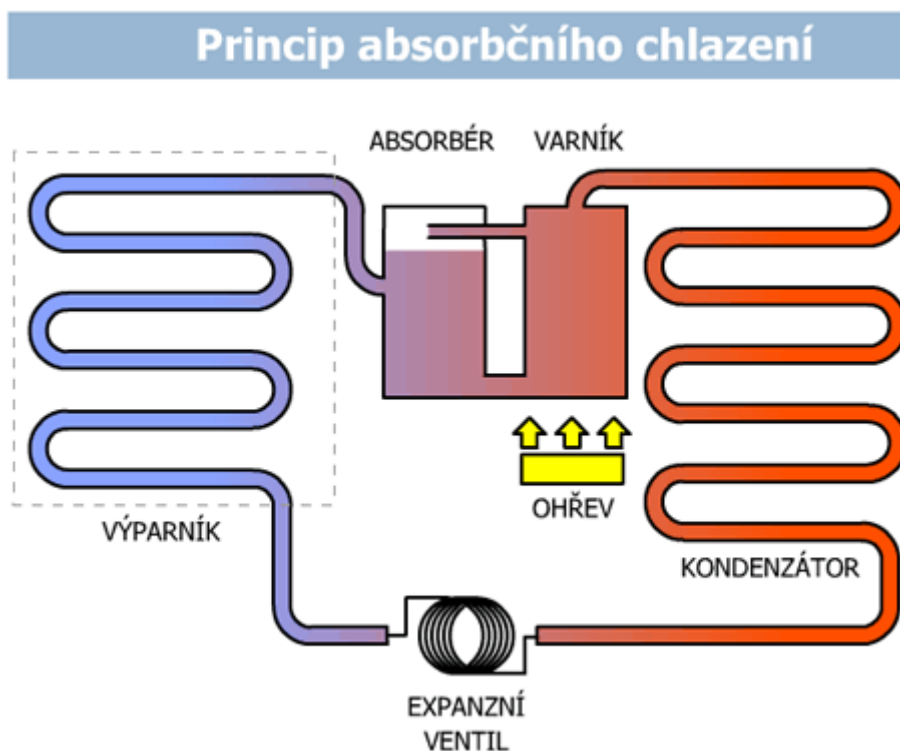 Princip absorbčního chlazení
ABSORBÉR
VARNÍK
VÝPARNÍK
OHŘEV
KONDENZÁTOR
EXPANZNÍ
VENTIL